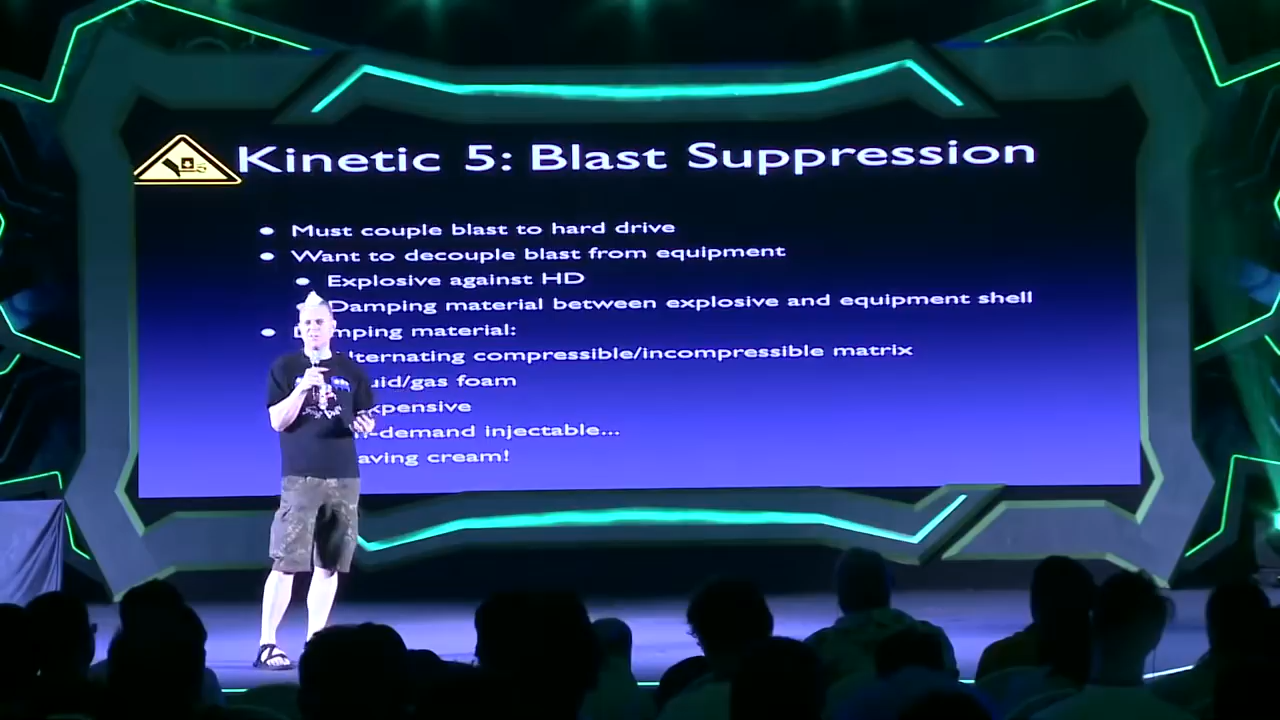 Kinetic 5: Blast Suppression
• Must couple blast to hard drive
• Want to decouple blast from equipment
• Explosive against HD
Damping material between explosive and equipment shell
• Damping material:
lternating compressible/incompressible matrix
uid/gas foam
xpensive
-demand injectable...
aving cream!